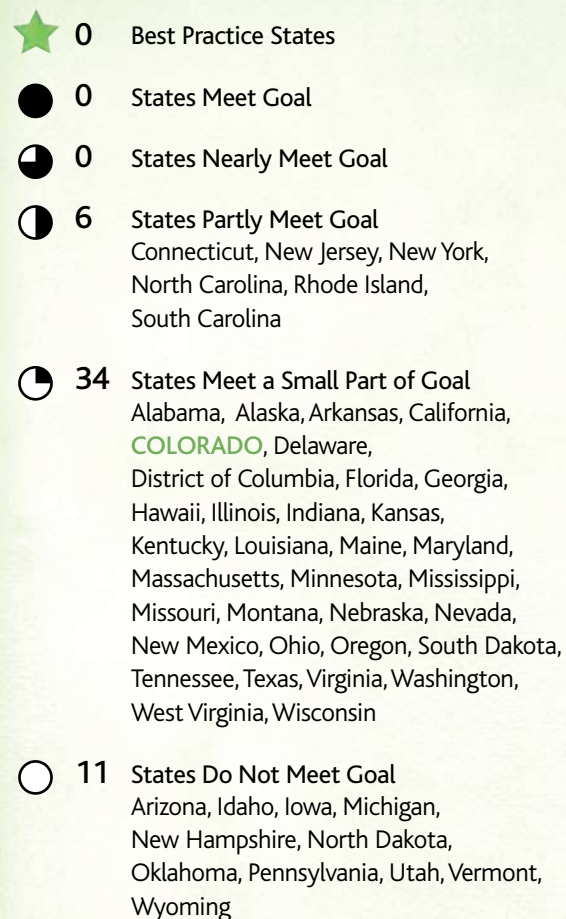 0 Best Practice States
0 States Meet Goal
0 States Nearly Meet Goal
6 States Partly Meet Goal
Connecticut, New Jersey, New York,
North Carolina, Rhode Island,
South Carolina
34 States Meet a Small Part of Goal
Alabama, Alaska, Arkansas, California,
COLORADO, Delaware,
District of Columbia, Florida, Georgia,
Hawaii, Illinois, Indiana, Kansas,
Kentucky, Louisiana, Maine, Maryland,
Massachusetts, Minnesota, Mississippi,
Missouri, Montana, Nebraska, Nevada,
New Mexico, Ohio, Oregon, South Dakota,
Tennessee, Texas, Virginia, Washington,
West Virginia, Wisconsin
11 States Do Not Meet Goal
Arizona, Idaho, Iowa, Michigan,
New Hampshire, North Dakota,
Oklahoma, Pennsylvania, Utah, Vermont,
Wyoming